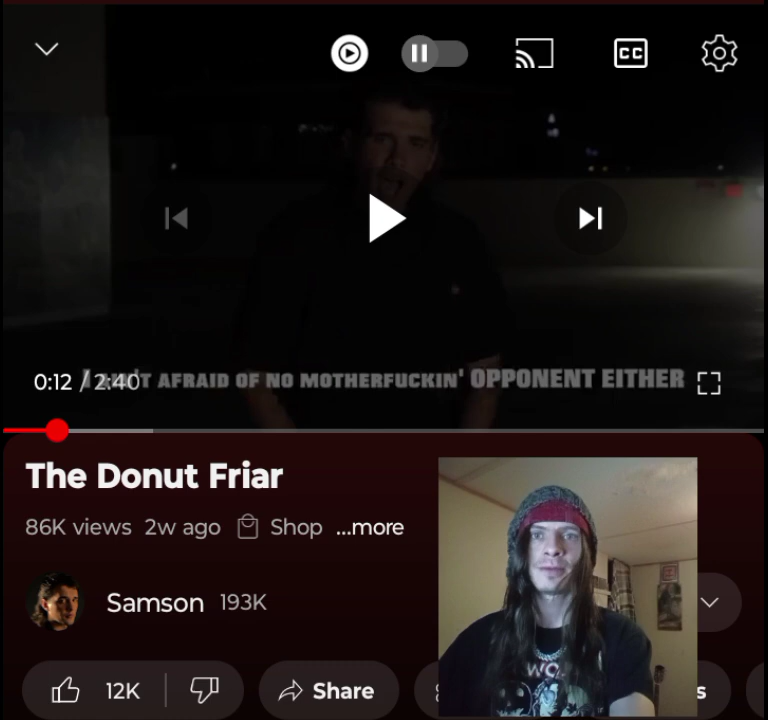 CC
0:12 / 2:40
T AFRAID OF NO MOTHERFUCKIN' OPPONENT EITHER
The Donut Friar
86K views 2w ago Shop ...more
Samson 193K
12K
Share
s